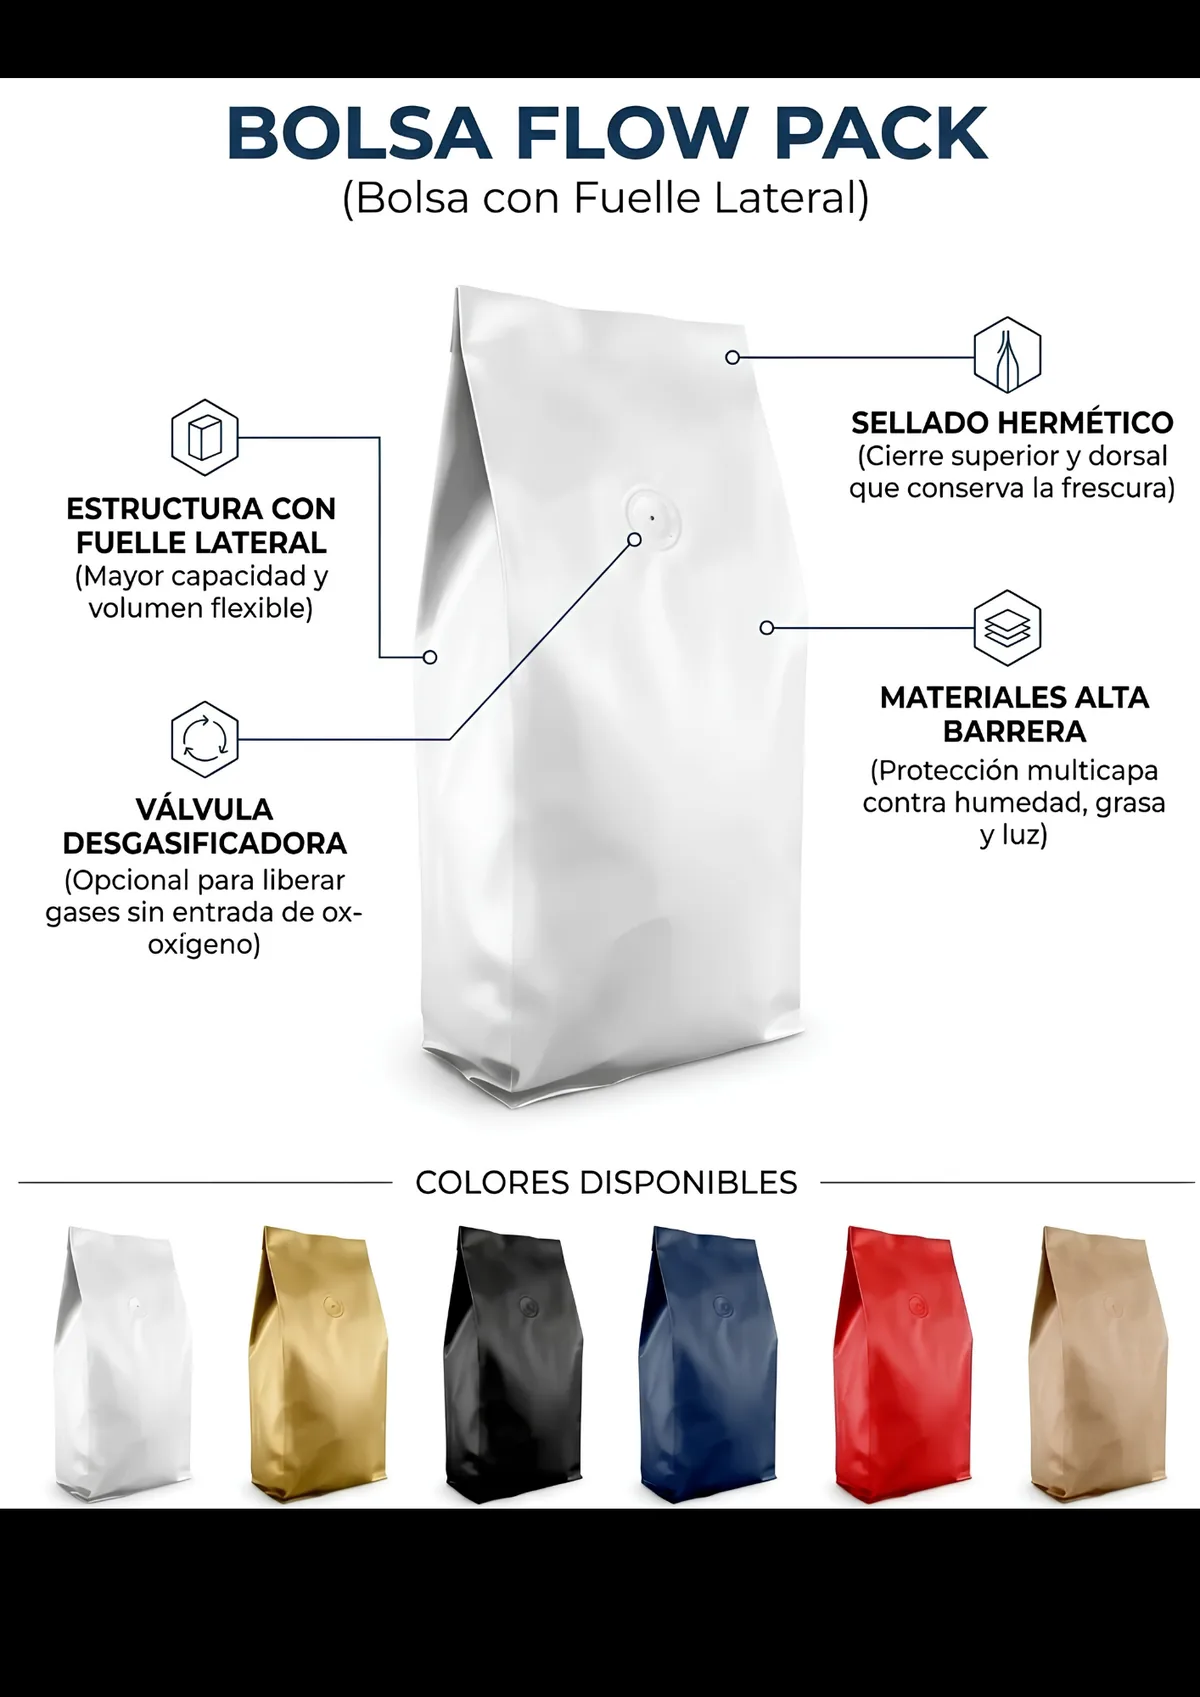 BOLSA FLOW PACK
(Bolsa con Fuelle Lateral)
SELLADO HERMÉTICO
(Cierre superior y dorsal
que conserva la frescura)
ESTRUCTURA CON
FUELLE LATERAL
(Mayor capacidad y
volumen flexible)
MATERIALES ALTA
BARRERA
(Protección multicapa
contra humedad, grasa
y luz)
VÁLVULA
DESGASIFICADORA
(Opcional para liberar
gases sin entrada de ox-
oxígeno)
COLORES DISPONIBLES